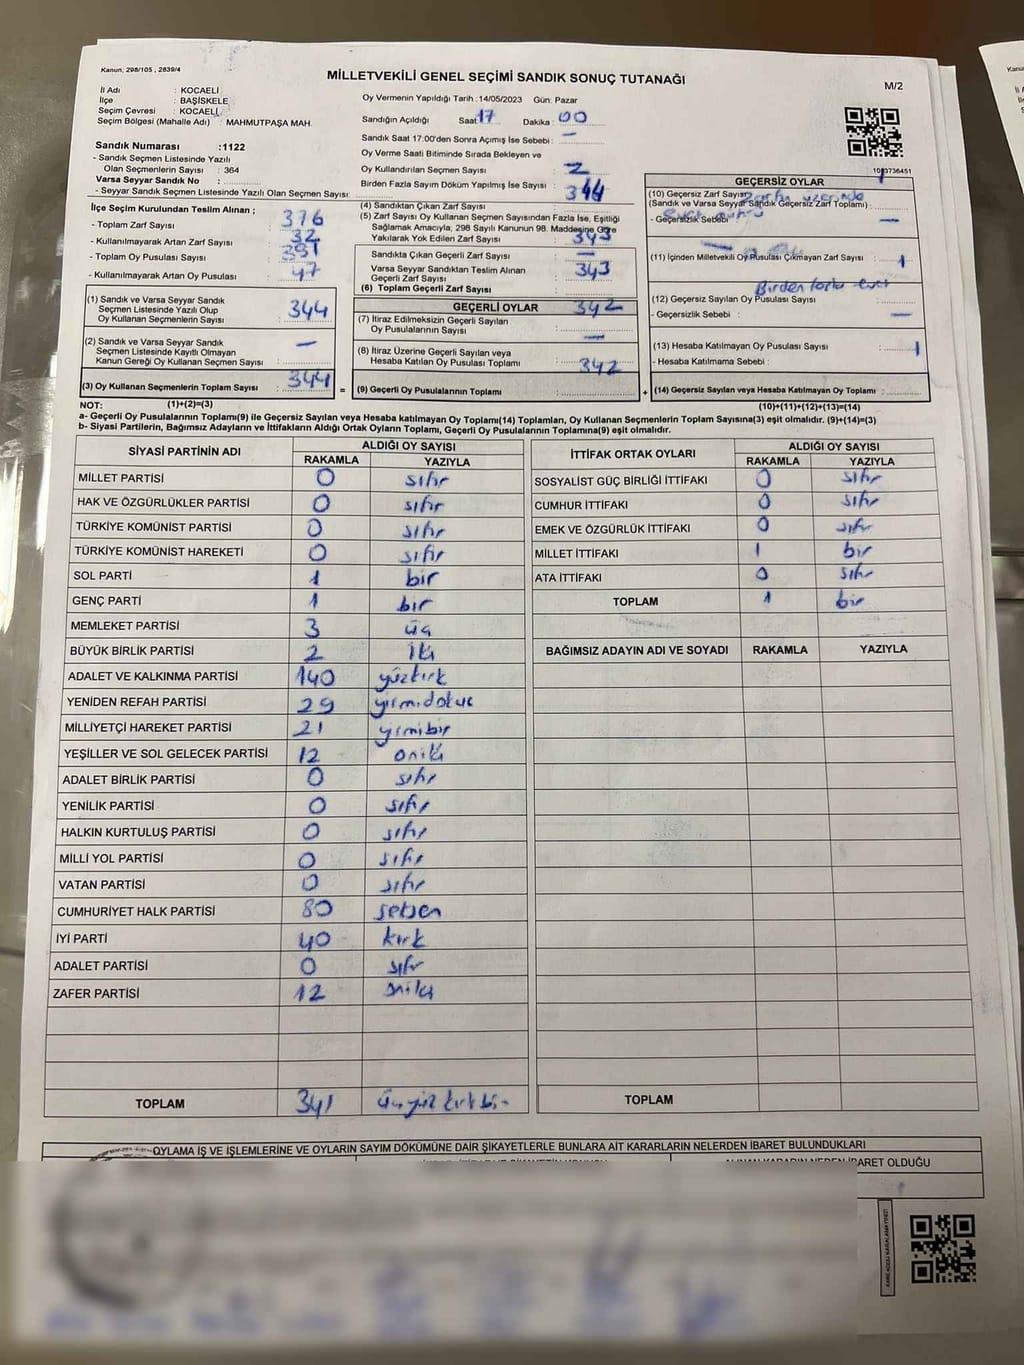 Kanun; 298/105 , 2839/4
MİLLETVEKİLİ GENEL SEÇİMİ SANDIK SONUÇ TUTANAĞI
M/2
İl Adı : KOCAELİ
İlçe : BAŞİSKELE
Seçim Çevresi : KOCAELİ
Seçim Bölgesi (Mahalle Adı) : MAHMUTPAŞA MAH.
Sandık Numarası :1122
- Sandık Seçmen Listesinde Yazılı
Olan Seçmenlerin Sayısı : 364
Varsa Seyyar Sandık No :
- Seyyar Sandık Seçmen Listesinde Yazılı Olan Seçmen Sayısı:
Oy Vermenin Yapıldığı Tarih :14/05/2023 Gün: Pazar
Sandığın Açıldığı Saat: 17 Dakika : 00
Sandık Saat 17:00'den Sonra Açımış İse Sebebi : —
Oy Verme Saati Bitiminde Sırada Bekleyen ve
Oy Kullandırılan Seçmen Sayısı : 2
Birden Fazla Sayım Döküm Yapılmış İse Sayısı : 344
İlçe Seçim Kurulundan Teslim Alınan ;
- Toplam Zarf Sayısı : 376
- Kullanılmayarak Artan Zarf Sayısı : 32
- Toplam Oy Pusulası Sayısı : 391
- Kullanılmayarak Artan Oy Pusulası : 47
(1) Sandık ve Varsa Seyyar Sandık
Seçmen Listesinde Yazılı Olup
Oy Kullanan Seçmenlerin Sayısı : 344
(2) Sandık ve Varsa Seyyar Sandık
Seçmen Listesinde Kayıtlı Olmayan
Kanun Gereği Oy Kullanan Seçmen Sayısı : —
(3) Oy Kullanan Seçmenlerin Toplam Sayısı : 344
(4) Sandıktan Çıkan Zarf Sayısı :
(5) Zarf Sayısı Oy Kullanan Seçmen Sayısından Fazla İse, Eşitliği
Sağlamak Amacıyla; 298 Sayılı Kanunun 98. Maddesine Göre
Yakılarak Yok Edilen Zarf Sayısı : 343
Sandıkta Çıkan Geçerli Zarf Sayısı : —
Varsa Seyyar Sandıktan Teslim Alınan
Geçerli Zarf Sayısı : 343
(6) Toplam Geçerli Zarf Sayısı :
GEÇERLİ OYLAR 342
(7) İtiraz Edilmeksizin Geçerli Sayılan
Oy Pusulalarının Sayısı : —
(8) İtiraz Üzerine Geçerli Sayılan veya
Hesaba Katılan Oy Pusulası Toplamı : 342
= (9) Geçerli Oy Pusulalarının Toplamı :
GEÇERSİZ OYLAR
1083736451
(10) Geçersiz Zarf Sayısı 1
(Sandık ve Varsa Seyyar Sandık Geçersiz Zarf Toplamı) :
üzerinde
- Geçersizlik Sebebi : —
(11) İçinden Milletvekili Oy Pusulası Çıkmayan Zarf Sayısı : 1
(12) Geçersiz Sayılan Oy Pusulası Sayısı :
Birden fazla evet
- Geçersizlik Sebebi : —
(13) Hesaba Katılmayan Oy Pusulası Sayısı : 1
- Hesaba Katılmama Sebebi :
+ (14) Geçersiz Sayılan veya Hesaba Katılmayan Oy Toplamı :
NOT: (1)+(2)=(3)
(10)+(11)+(12)+(13)=(14)
a- Geçerli Oy Pusulalarının Toplamı(9) ile Geçersiz Sayılan veya Hesaba katılmayan Oy Toplamı(14) Toplamları, Oy Kullanan Seçmenlerin Toplam Sayısına(3) eşit olmalıdır. (9)+(14)=(3)
b- Siyasi Partilerin, Bağımsız Adayların ve İttifakların Aldığı Ortak Oyların Toplamı, Geçerli Oy Pusulalarının Toplamına(9) eşit olmalıdır.
SİYASİ PARTİNİN ADI ALDIĞI OY SAYISI
RAKAMLA YAZIYLA
MİLLET PARTİSİ 0 sıfır
HAK VE ÖZGÜRLÜKLER PARTİSİ 0 sıfır
TÜRKİYE KOMÜNİST PARTİSİ 0 sıfır
TÜRKİYE KOMÜNİST HAREKETİ 0 sıfır
SOL PARTİ 1 bir
GENÇ PARTİ 1 bir
MEMLEKET PARTİSİ 3 üç
BÜYÜK BİRLİK PARTİSİ 2 iki
ADALET VE KALKINMA PARTİSİ 140 yüzkırk
YENİDEN REFAH PARTİSİ 29 yirmidokuz
MİLLİYETÇİ HAREKET PARTİSİ 21 yirmibir
YEŞİLLER VE SOL GELECEK PARTİSİ 12 oniki
ADALET BİRLİK PARTİSİ 0 sıfır
YENİLİK PARTİSİ 0 sıfır
HALKIN KURTULUŞ PARTİSİ 0 sıfır
MİLLİ YOL PARTİSİ 0 sıfır
VATAN PARTİSİ 0 sıfır
CUMHURİYET HALK PARTİSİ 80 seksen
İYİ PARTİ 40 kırk
ADALET PARTİSİ 0 sıfır
ZAFER PARTİSİ 12 oniki
TOPLAM 341 üçyüz kırk bir
İTTİFAK ORTAK OYLARI ALDIĞI OY SAYISI
RAKAMLA YAZIYLA
SOSYALİST GÜÇ BİRLİĞİ İTTİFAKI 0 sıfır
CUMHUR İTTİFAKI 0 sıfır
EMEK VE ÖZGÜRLÜK İTTİFAKI 0 sıfır
MİLLET İTTİFAKI 1 bir
ATA İTTİFAKI 0 sıfır
TOPLAM 1 bir
BAĞIMSIZ ADAYIN ADI VE SOYADI RAKAMLA YAZIYLA
TOPLAM
OYLAMA İŞ VE İŞLEMLERİNE VE OYLARIN SAYIM DÖKÜMÜNE DAİR ŞİKAYETLERLE BUNLARA AİT KARARLARIN NELERDEN İBARET BULUNDUKLARI
ALINAN KARARIN NEDEN İBARET OLDUĞU